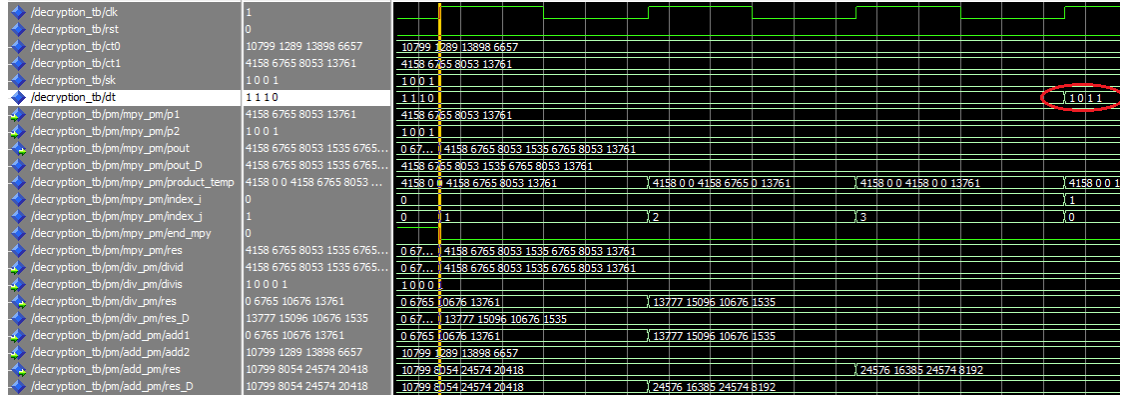 /decryption_tb/clk 1
/decryption_tb/rst 0
/decryption_tb/ct0 10799 1289 13898 6657 10799 1289 13898 6657
/decryption_tb/ct1 4158 6765 8053 13761 4158 6765 8053 13761
/decryption_tb/sk 1 0 0 1 1 0 0 1
/decryption_tb/dt 1 1 1 0 1 1 1 0 1 0 1 1
/decryption_tb/pm/mpy_pm/p1 4158 6765 8053 13761 4158 6765 8053 13761
/decryption_tb/pm/mpy_pm/p2 1 0 0 1 1 0 0 1
/decryption_tb/pm/mpy_pm/pout 4158 6765 8053 1535 6765... 0 67... 4158 6765 8053 1535 6765 8053 13761
/decryption_tb/pm/mpy_pm/pout_D 4158 6765 8053 1535 6765... 4158 6765 8053 1535 6765 8053 13761
/decryption_tb/pm/mpy_pm/product_temp 4158 0 0 4158 6765 8053 ... 4158 0 4158 6765 8053 13761 4158 0 0 4158 6765 0 13761 4158 0 0 4158 0 0 13761 4158 0 0 1
/decryption_tb/pm/mpy_pm/index_i 0 0 1
/decryption_tb/pm/mpy_pm/index_j 1 0 1 2 3 0
/decryption_tb/pm/mpy_pm/end_mpy 0
/decryption_tb/pm/mpy_pm/res 4158 6765 8053 1535 6765... 0 67... 4158 6765 8053 1535 6765 8053 13761
/decryption_tb/pm/div_pm/divid 4158 6765 8053 1535 6765... 0 67... 4158 6765 8053 1535 6765 8053 13761
/decryption_tb/pm/div_pm/divis 1 0 0 0 1 1 0 0 0 1
/decryption_tb/pm/div_pm/res 0 6765 10676 13761 0 6765 10676 13761 13777 15096 10676 1535
/decryption_tb/pm/div_pm/res_D 13777 15096 10676 1535 0 67... 13777 15096 10676 1535
/decryption_tb/pm/add_pm/add1 0 6765 10676 13761 0 6765 10676 13761 13777 15096 10676 1535
/decryption_tb/pm/add_pm/add2 10799 1289 13898 6657 10799 1289 13898 6657
/decryption_tb/pm/add_pm/res 10799 8054 24574 20418 10799 8054 24574 20418 24576 16385 24574 8192
/decryption_tb/pm/add_pm/res_D 10799 8054 24574 20418 10799 8054 24574 20418 24576 16385 24574 8192